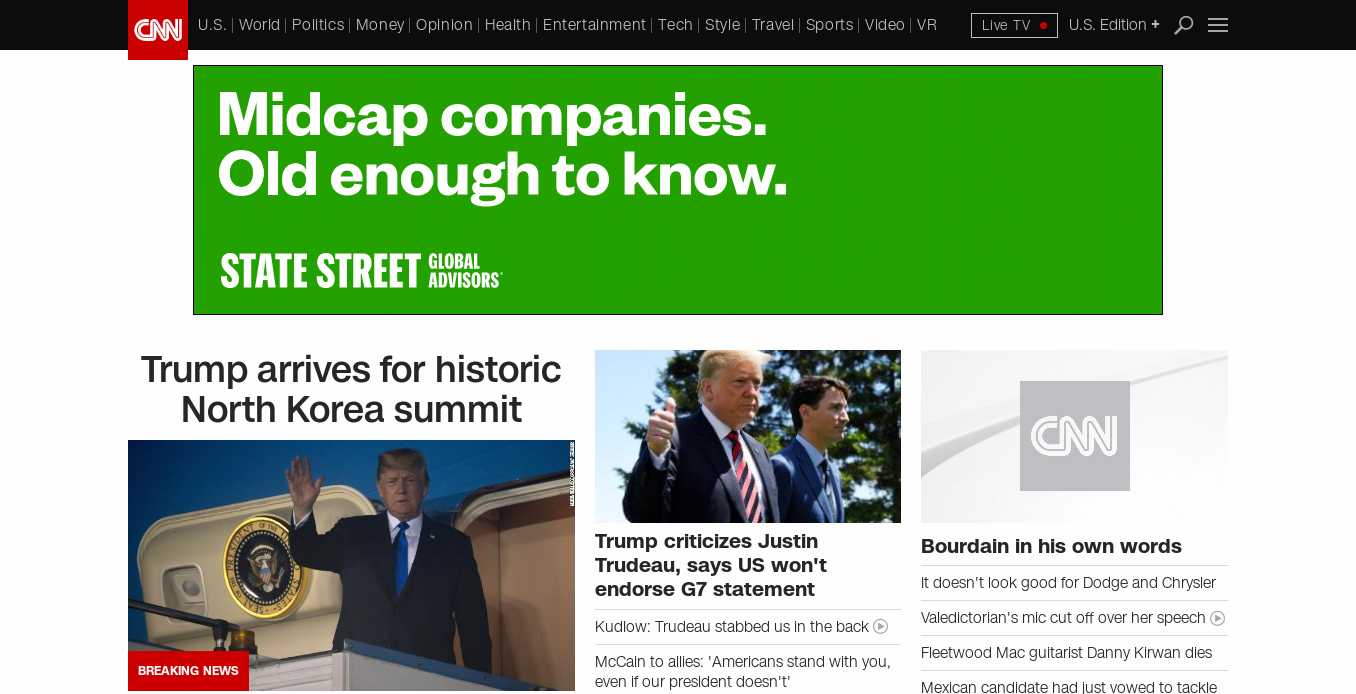 CNN
U.S. World Politics Money Opinion Health Entertainment Tech Style Travel Sports Video VR
Live TV
U.S. Edition +
Midcap companies.
Old enough to know.
STATE STREET GLOBAL
ADVISORS
Trump arrives for historic
North Korea summit
BREAKING NEWS
Trump criticizes Justin
Trudeau, says US won't
endorse G7 statement
Kudlow: Trudeau stabbed us in the back
McCain to allies: 'Americans stand with you,
even if our president doesn't'
CNN
Bourdain in his own words
It doesn't look good for Dodge and Chrysler
Valedictorian's mic cut off over her speech
Fleetwood Mac guitarist Danny Kirwan dies
Mexican candidate had just vowed to tackle